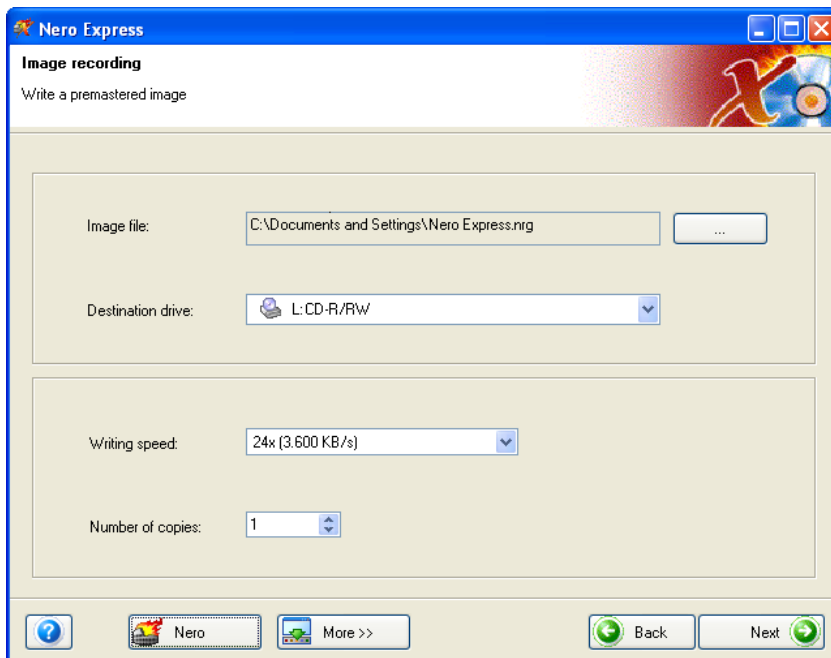 Nero Express
Image recording
Write a premastered image
Image file:
C:\Documents and Settings\Nero Express.nrg
...
Destination drive:
L:CD-R/RW
Writing speed:
24x (3.600 KB/s)
Number of copies:
1
?
Nero
More >>
Back
Next